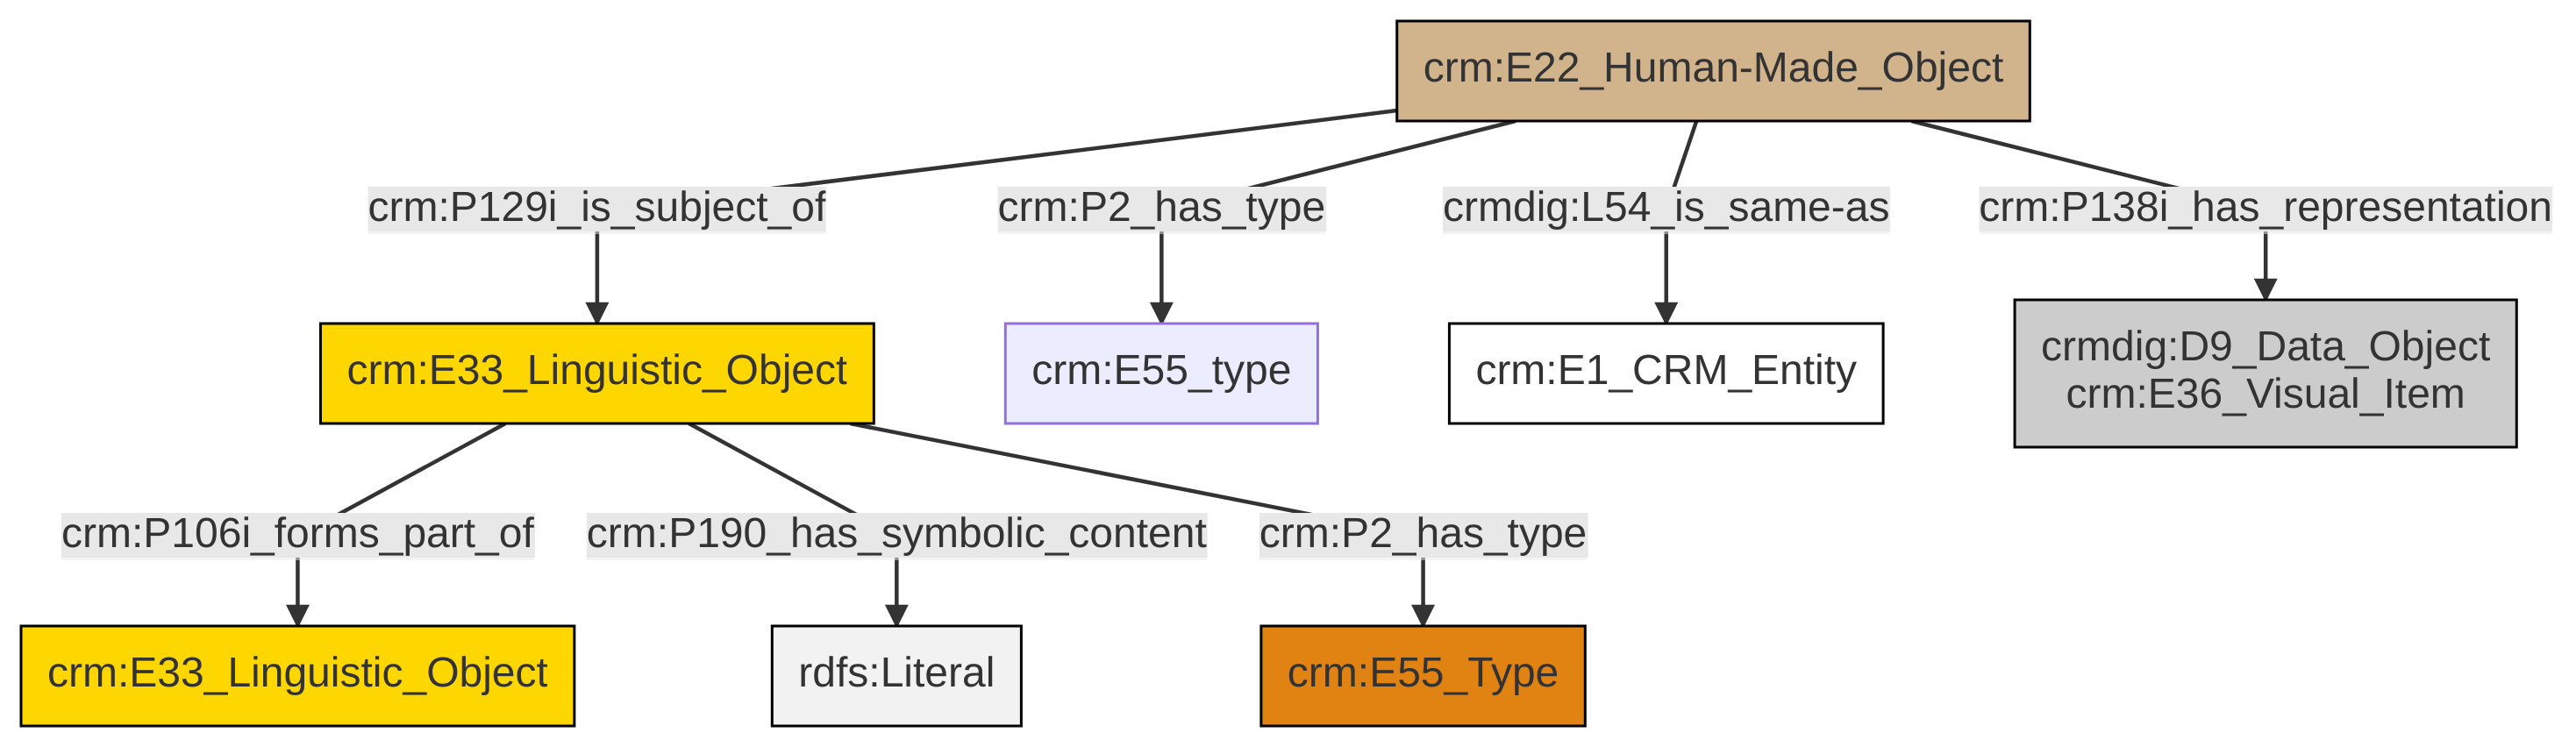 crm:E22_Human-Made_Object
crm:P129i_is_subject_of
crm:P2_has_type
crmdig:L54_is_same-as
crm:P138i_has_representation
crm:E33_Linguistic_Object
crm:E55_type
crm:E1_CRM_Entity
crmdig:D9_Data_Object
crm:E36_Visual_Item
crm:P106i_forms_part_of
crm:P190_has_symbolic_content
crm:P2_has_type
crm:E33_Linguistic_Object
rdfs:Literal
crm:E55_Type